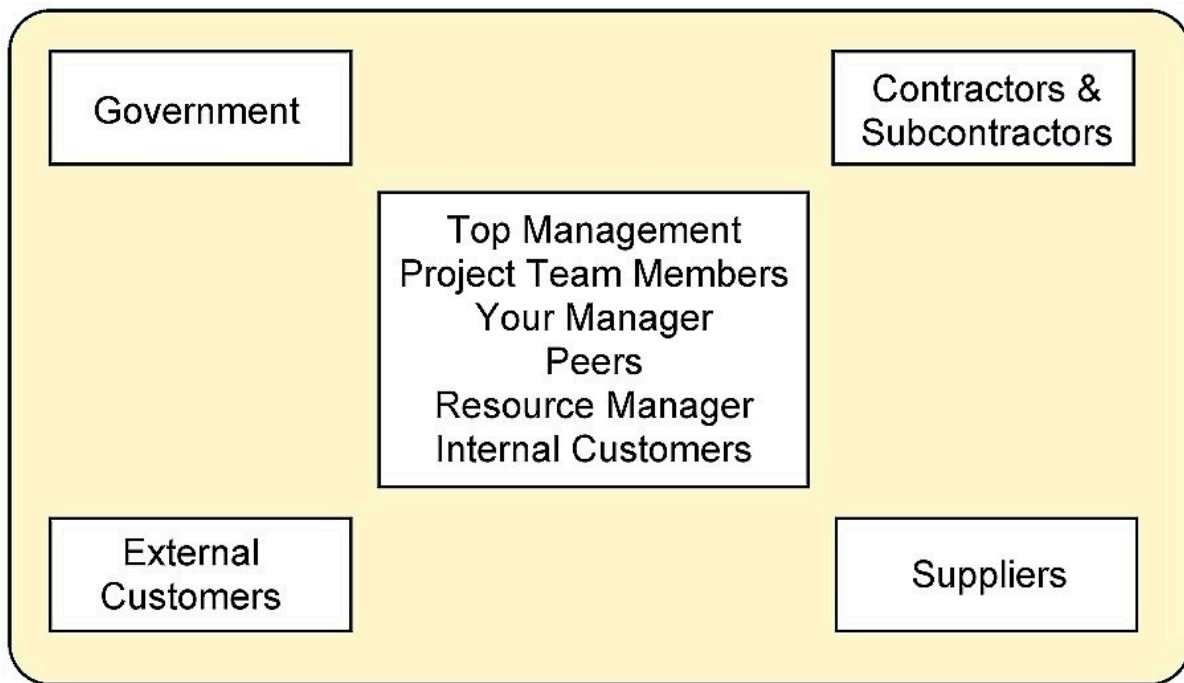 Government
Contractors &
Subcontractors
Top Management
Project Team Members
Your Manager
Peers
Resource Manager
Internal Customers
External
Customers
Suppliers